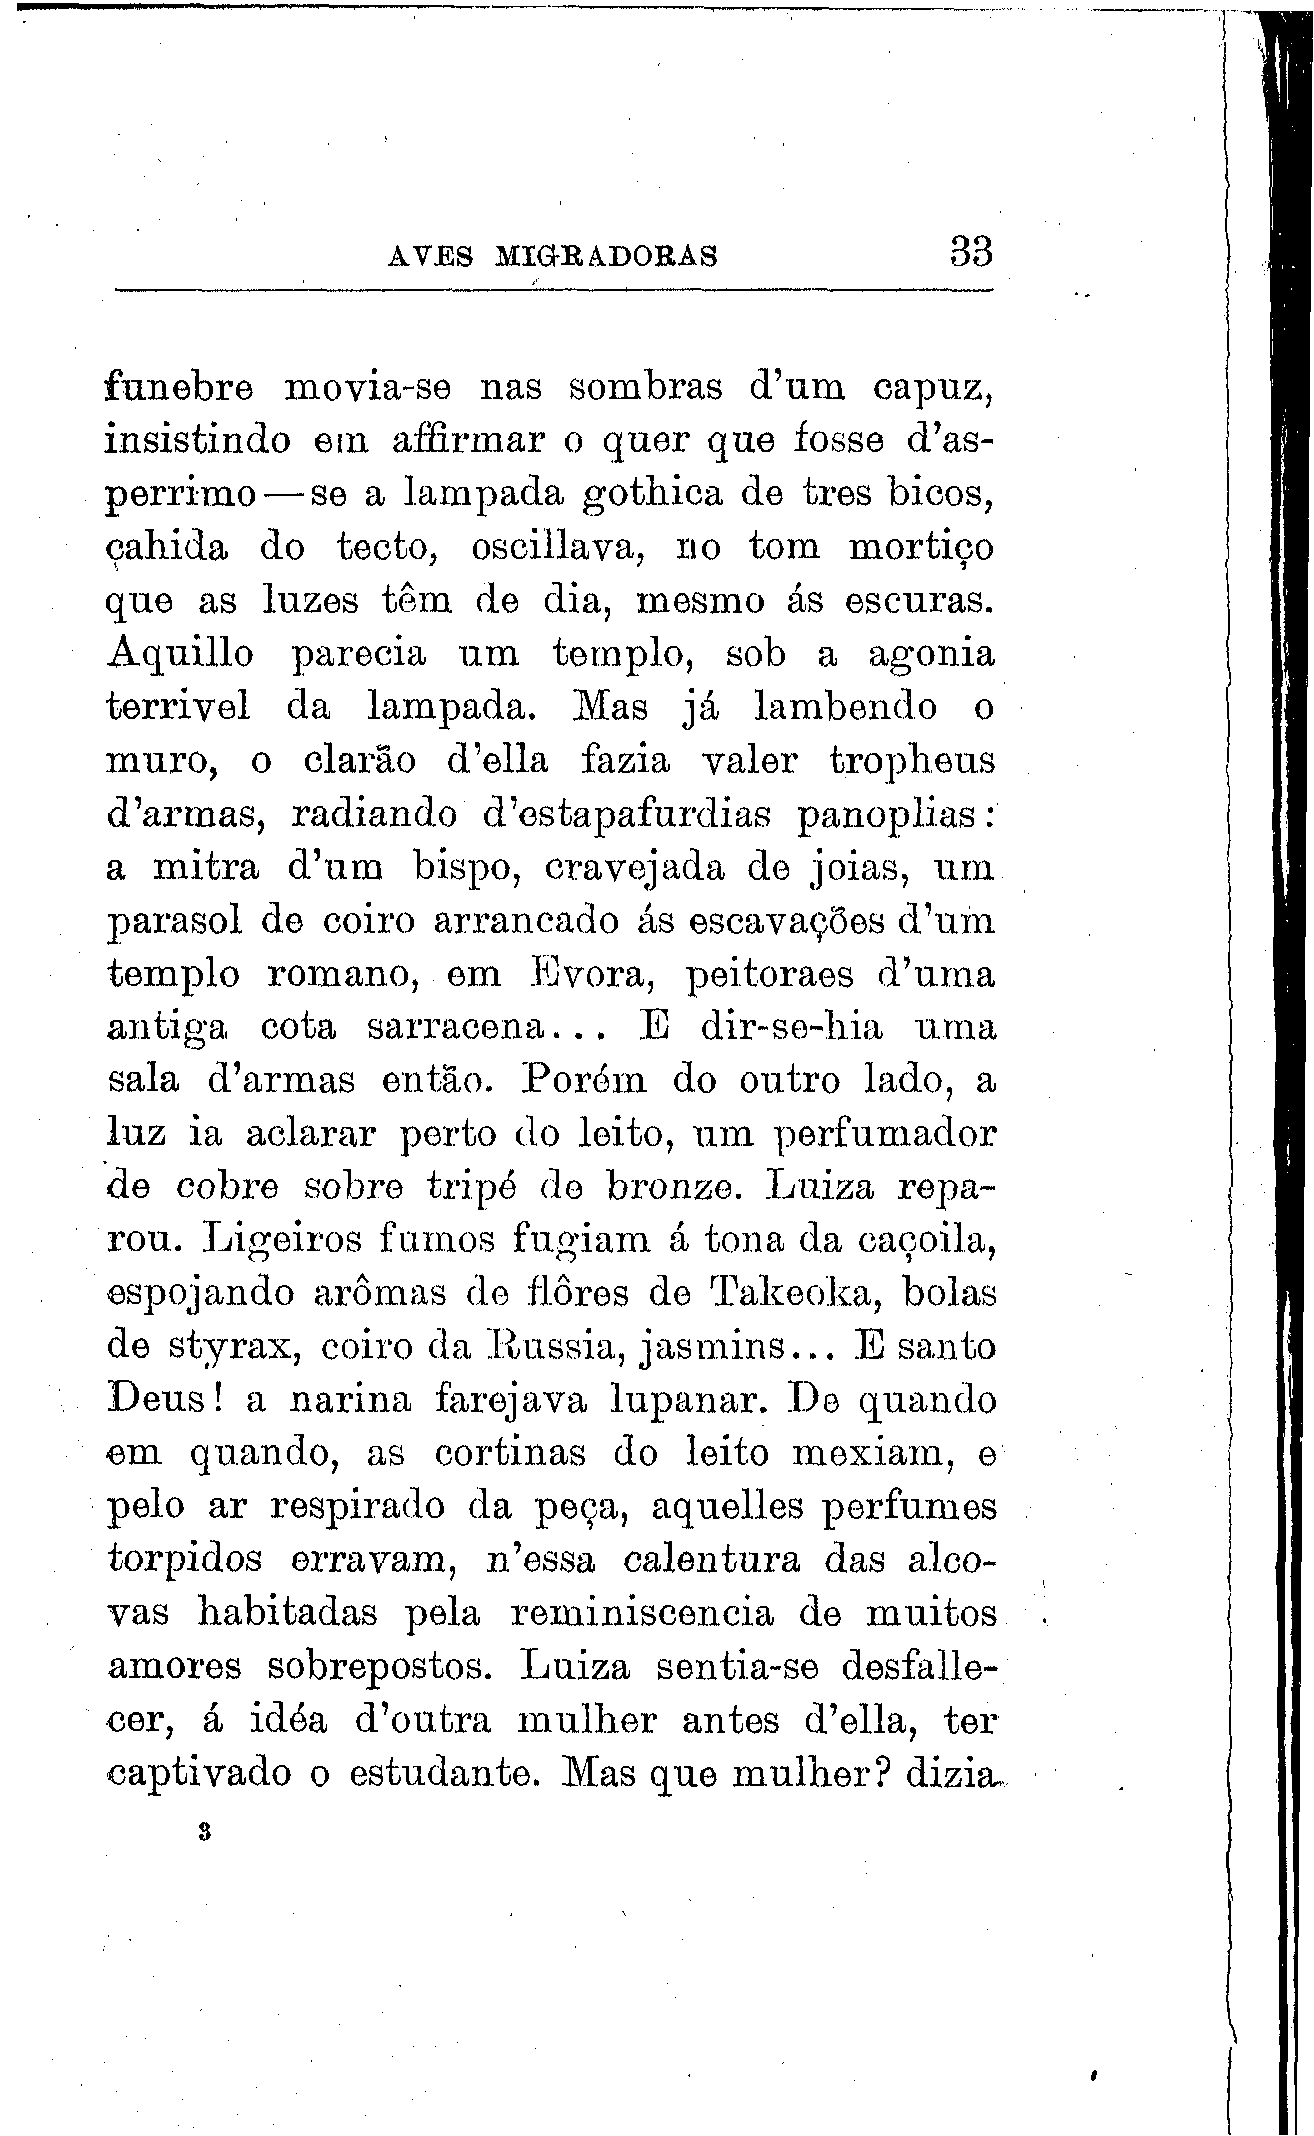 AVES MIGRADORAS 33
funebre movia-se nas sombras d'um capuz,
insistindo em affirmar o quer que fosse d'as-
perrimo—se a lampada gothica de tres bicos,
çahida do tecto, oscillava, no tom mortiço
que as luzes têm de dia, mesmo ás escuras.
Aquillo parecia um templo, sob a agonia
terrivel da lampada. Mas já lambendo o
muro, o clarão d'ella fazia valer tropheus
d'armas, radiando d'estapafurdias panoplias:
a mitra d'um bispo, cravejada de joias, um
parasol de coiro arrancado ás escavações d'um
templo romano, em Evora, peitoraes d'uma
antiga cota sarracena... E dir-se-hia uma
sala d'armas então. Porém do outro lado, a
luz ia aclarar perto do leito, um perfumador
de cobre sobre tripé de bronze. Luiza repa-
rou. Ligeiros fumos fugiam á tona da caçoila,
espojando arômas de flôres de Takeoka, bolas
de styrax, coiro da Russia, jasmins... E santo
Deus! a narina farejava lupanar. De quando
em quando, as cortinas do leito mexiam, e
pelo ar respirado da peça, aquelles perfumes
torpidos erravam, n'essa calentura das alco-
vas habitadas pela reminiscencia de muitos
amores sobrepostos. Luiza sentia-se desfalle-
cer, á idéa d'outra mulher antes d'ella, ter
captivado o estudante. Mas que mulher? dizia
3